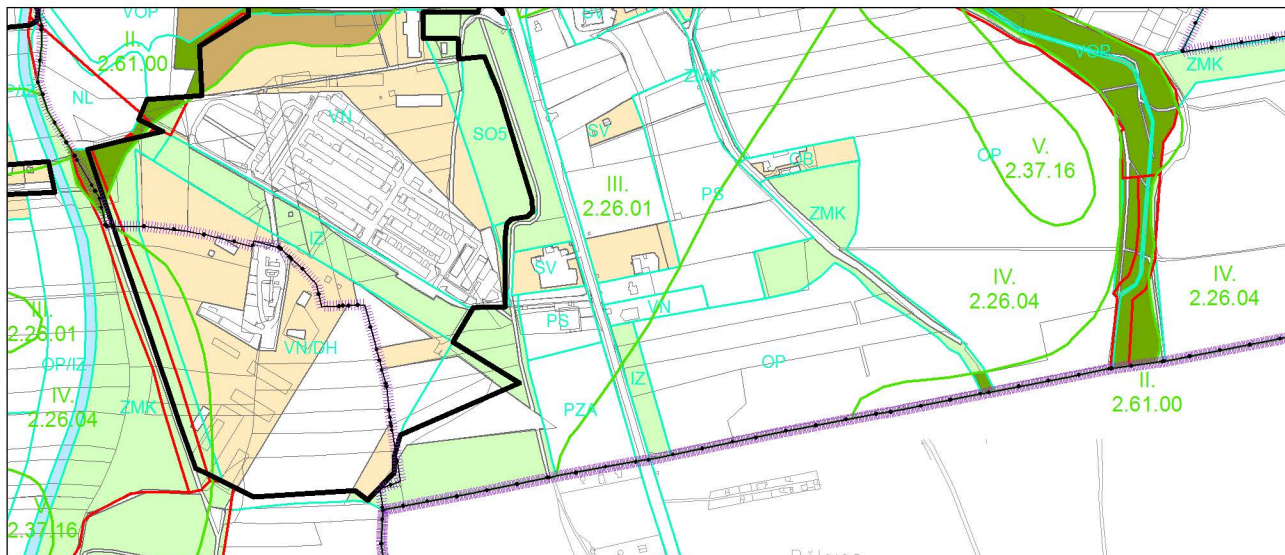 VOP
II.
2.61.00
NL
VN
SV
SO5
ZMK
SV
III.
2.26.01
PS
OB
ZMK
OP
V.
2.37.16
VOP
ZMK
IZ
SV
PS
VN
IV.
2.26.04
IV.
2.26.04
III.
2.26.01
OP/IZ
IV.
2.26.04
ZMK
VN/DH
IZ
OP
PZA
II.
2.61.00
V.
2.37.16